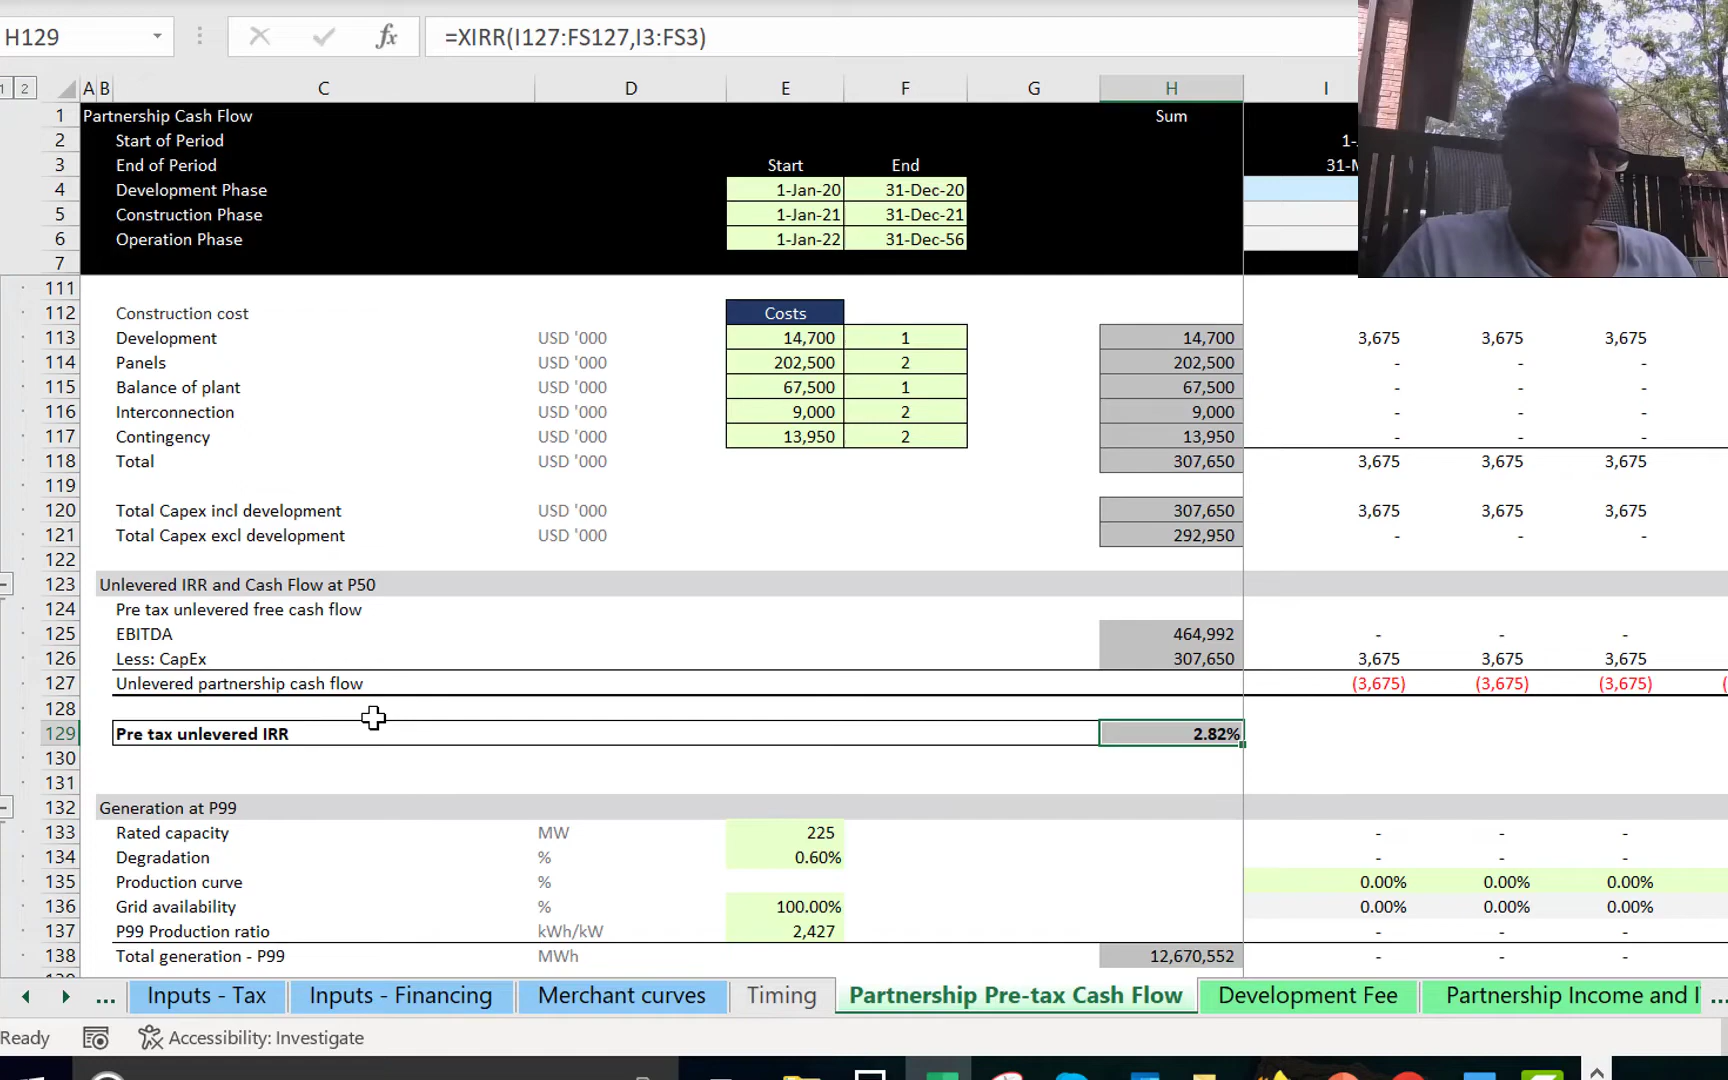 H129 fx =XIRR(I127:FS127,I3:FS3)
1 2 A B C D E F G H I
1 Partnership Cash Flow Sum
2 Start of Period
3 End of Period Start End
4 Development Phase 1-Jan-20 31-Dec-20
5 Construction Phase 1-Jan-21 31-Dec-21
6 Operation Phase 1-Jan-22 31-Dec-56
7
111
112 Construction cost Costs
113 Development USD '000 14,700 1 14,700 3,675 3,675 3,675
114 Panels USD '000 202,500 2 202,500 - - -
115 Balance of plant USD '000 67,500 1 67,500 - - -
116 Interconnection USD '000 9,000 2 9,000 - - -
117 Contingency USD '000 13,950 2 13,950 - - -
118 Total USD '000 307,650 3,675 3,675 3,675
119
120 Total Capex incl development USD '000 307,650 3,675 3,675 3,675
121 Total Capex excl development USD '000 292,950 - - -
122
123 Unlevered IRR and Cash Flow at P50
124 Pre tax unlevered free cash flow
125 EBITDA 464,992 - - -
126 Less: CapEx 307,650 3,675 3,675 3,675
127 Unlevered partnership cash flow (3,675) (3,675) (3,675)
128
129 Pre tax unlevered IRR 2.82%
130
131
132 Generation at P99
133 Rated capacity MW 225 - - -
134 Degradation % 0.60% - - -
135 Production curve % 0.00% 0.00% 0.00%
136 Grid availability % 100.00% 0.00% 0.00% 0.00%
137 P99 Production ratio kWh/kW 2,427 - - -
138 Total generation - P99 MWh 12,670,552 - - -
... Inputs - Tax Inputs - Financing Merchant curves Timing Partnership Pre-tax Cash Flow Development Fee Partnership Income and I ...
Ready Accessibility: Investigate